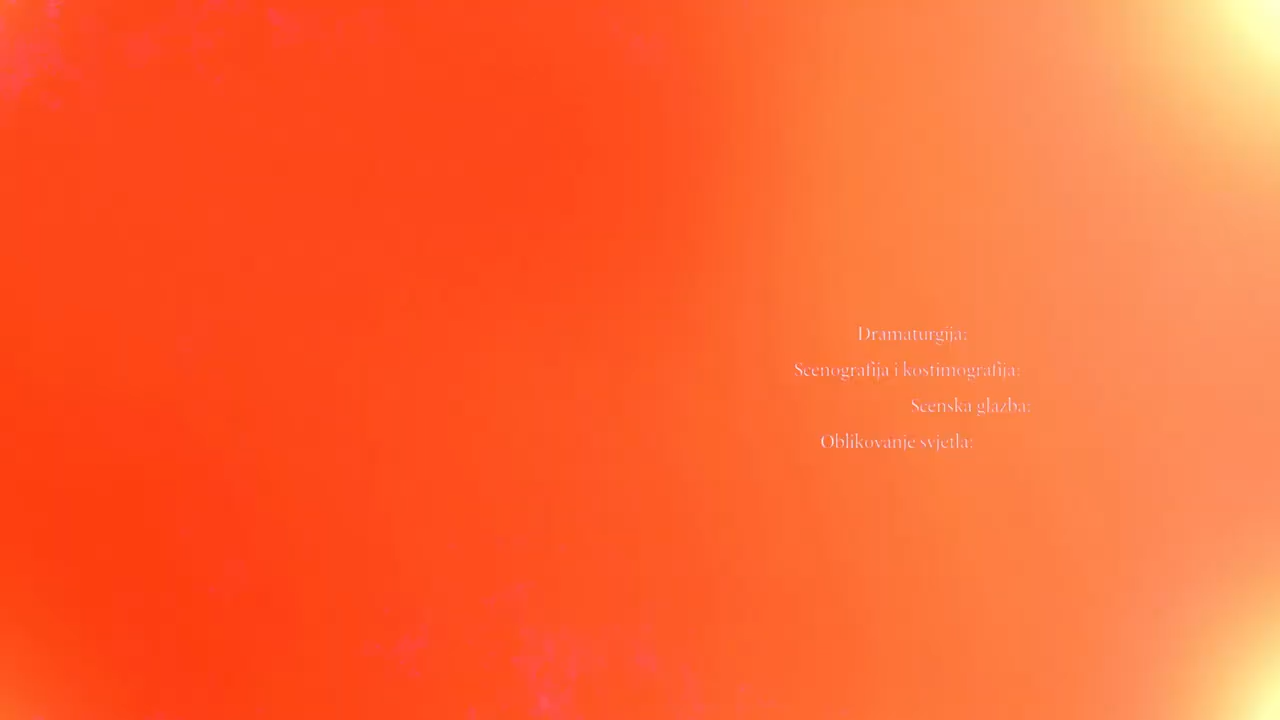 Dramaturgija:
Scenografija i kostimografija:
Scenska glazba:
Oblikovanje svjetla: